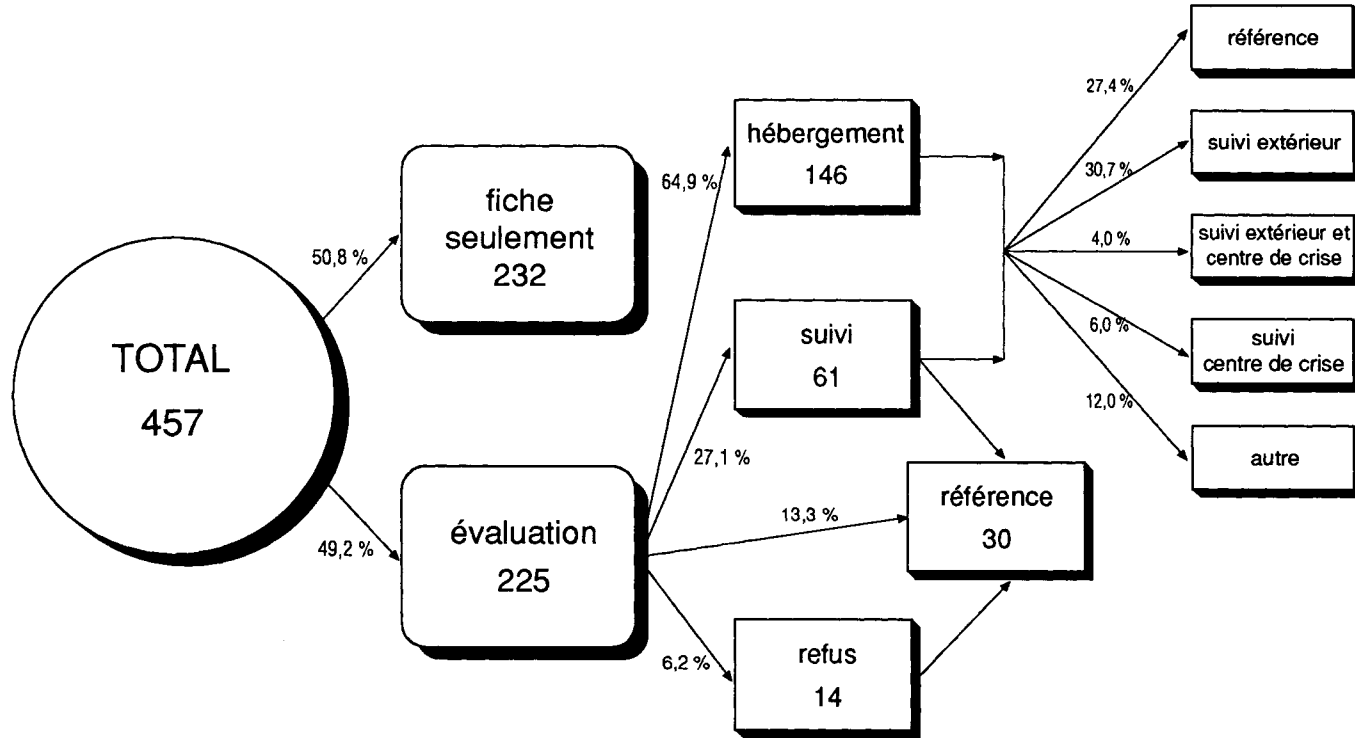 TOTAL
457
50,8 %
49,2 %
fiche
seulement
232
évaluation
225
64,9 %
27,1 %
13,3 %
6,2 %
hébergement
146
suivi
61
référence
30
refus
14
27,4 %
30,7 %
4,0 %
6,0 %
12,0 %
référence
suivi extérieur
suivi extérieur et
centre de crise
suivi
centre de crise
autre